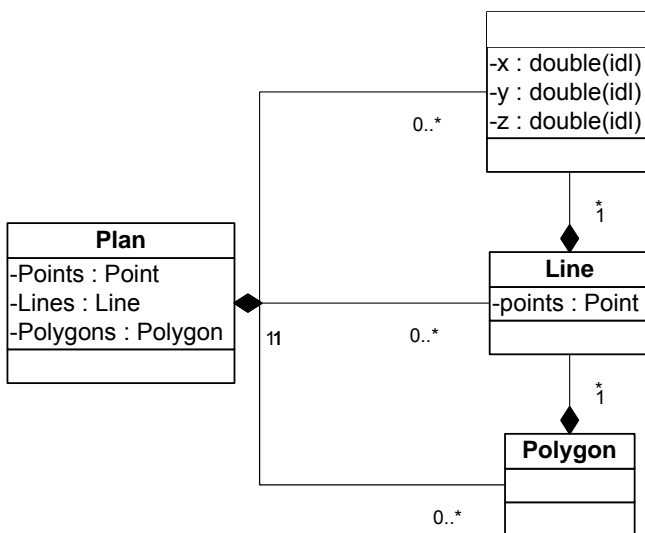 -x : double(idl)
-y : double(idl)
-z : double(idl)
0..*
*
1
Plan
-Points : Point
-Lines : Line
-Polygons : Polygon
Line
-points : Point
11
0..*
*
1
Polygon
0..*